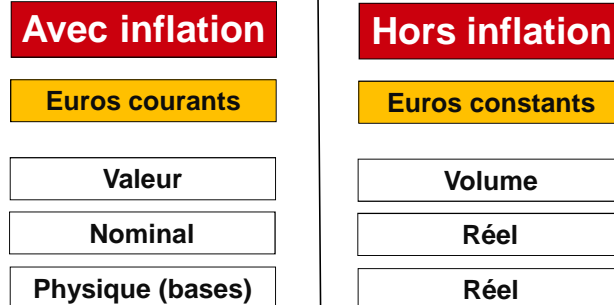 Avec inflation
Hors inflation
Euros courants
Euros constants
Valeur
Volume
Nominal
Réel
Physique (bases)
Réel